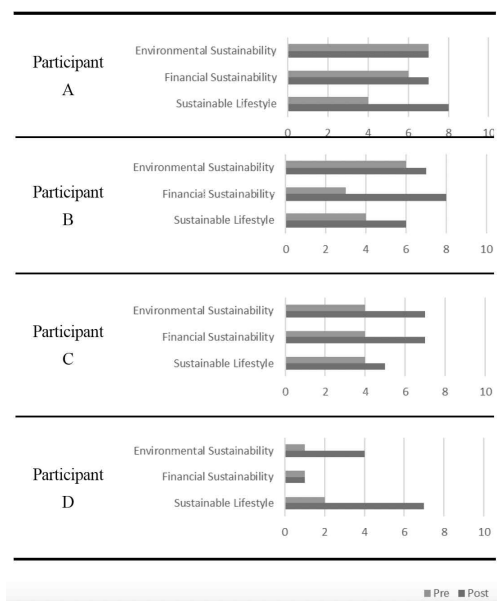 Participant
A
Environmental Sustainability
Financial Sustainability
Sustainable Lifestyle
0 2 4 6 8 10
Participant
B
Environmental Sustainability
Financial Sustainability
Sustainable Lifestyle
0 2 4 6 8 10
Participant
C
Environmental Sustainability
Financial Sustainability
Sustainable Lifestyle
0 2 4 6 8 10
Participant
D
Environmental Sustainability
Financial Sustainability
Sustainable Lifestyle
0 2 4 6 8 10
Pre Post